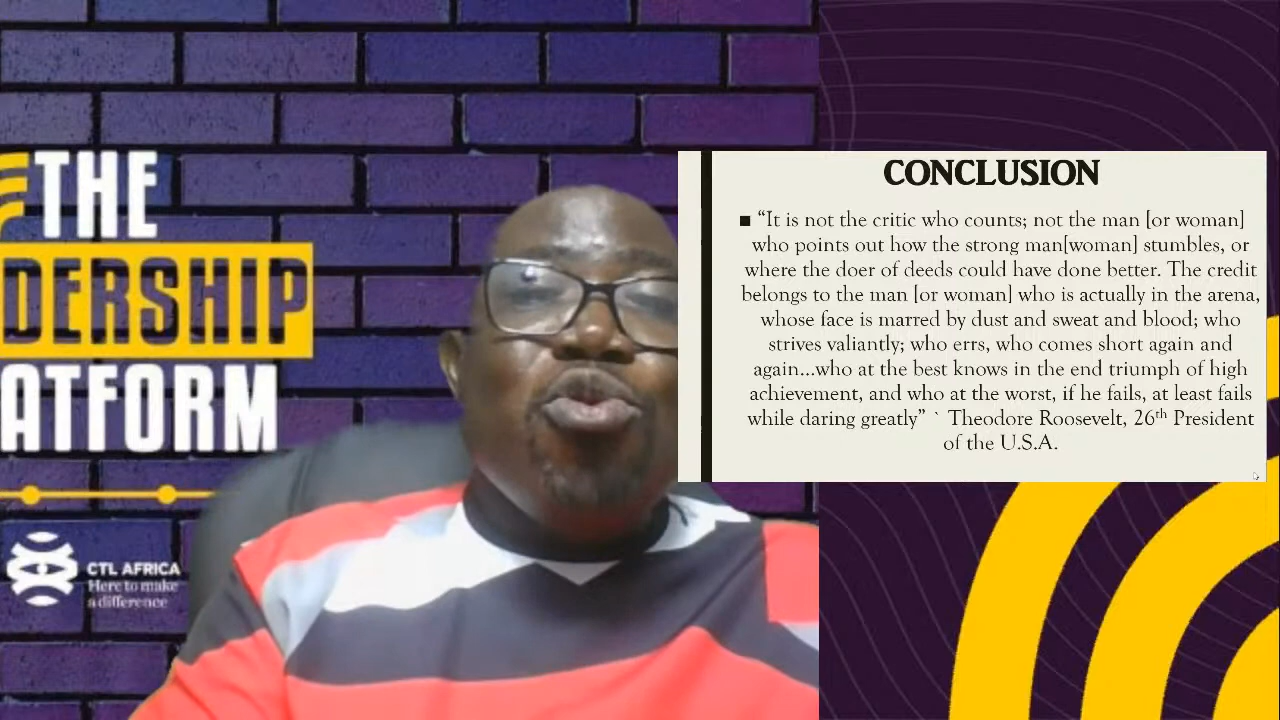 THE
DERSHIP
ATFORM
CTL AFRICA
Here to make
a difference
CONCLUSION
■ “It is not the critic who counts; not the man [or woman]
who points out how the strong man[woman] stumbles, or
where the doer of deeds could have done better. The credit
belongs to the man [or woman] who is actually in the arena,
whose face is marred by dust and sweat and blood; who
strives valiantly; who errs, who comes short again and
again...who at the best knows in the end triumph of high
achievement, and who at the worst, if he fails, at least fails
while daring greatly” ` Theodore Roosevelt, 26th President
of the U.S.A.